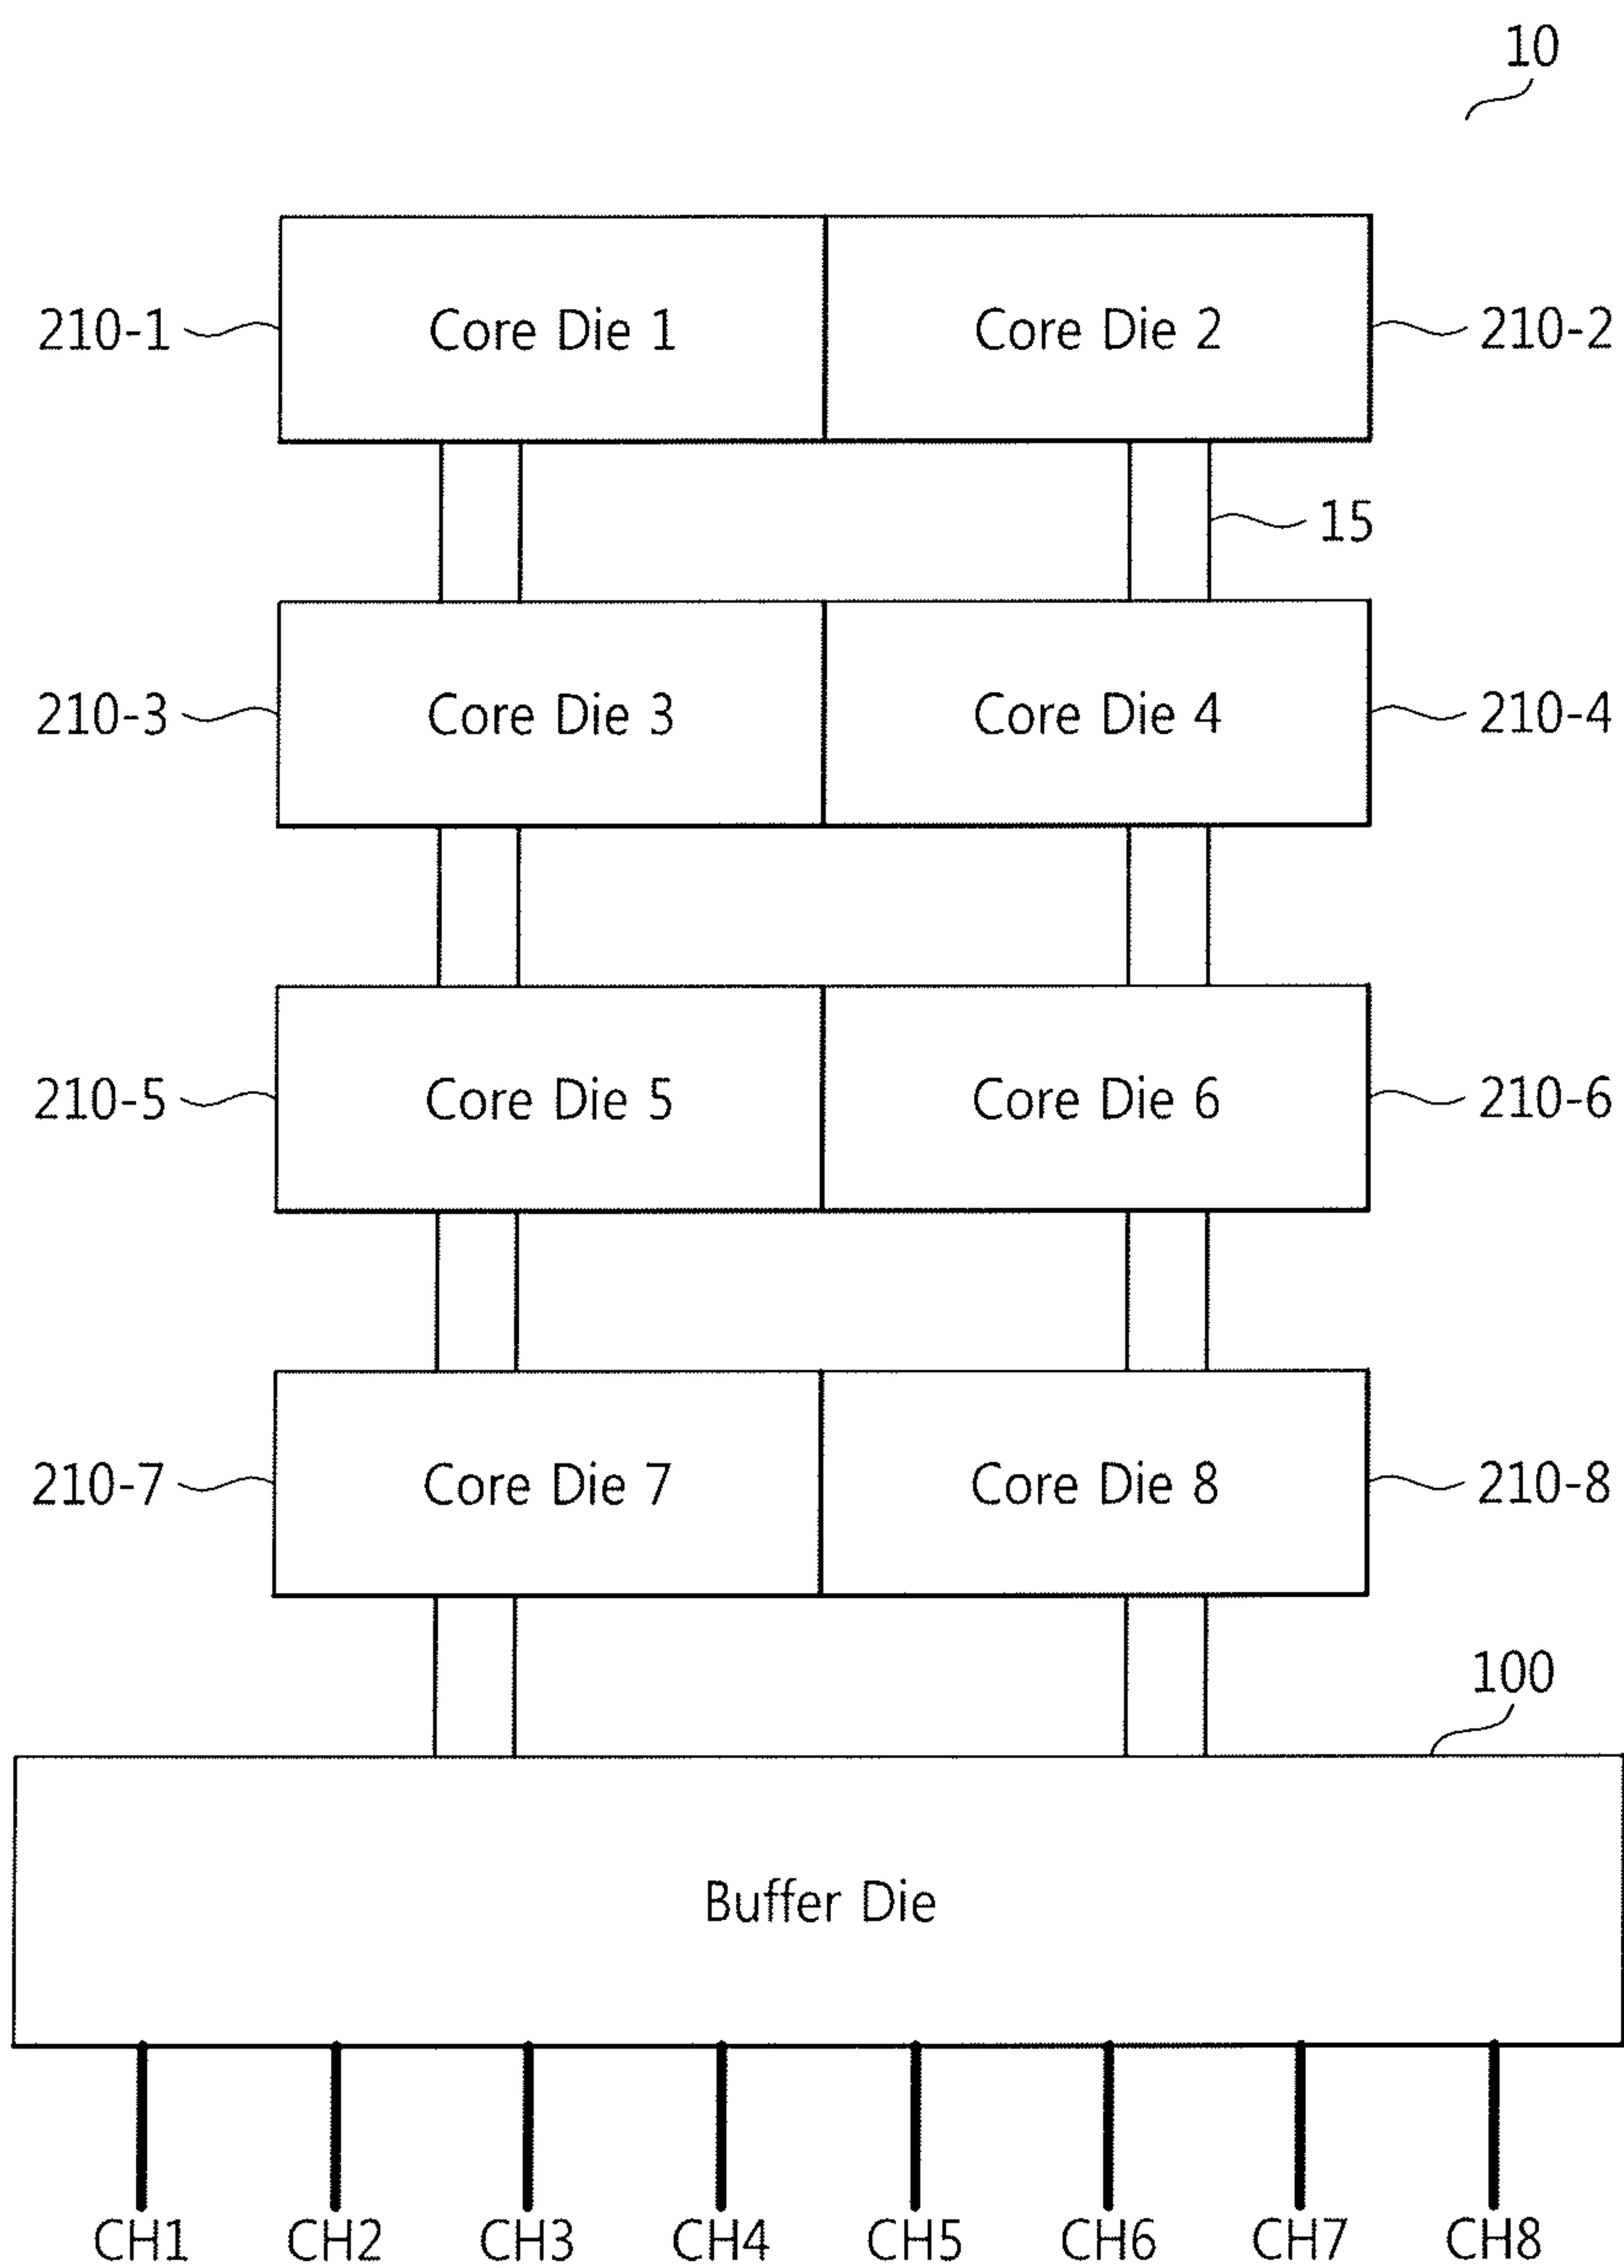 10
210-1 Core Die 1 Core Die 2 210-2
15
210-3 Core Die 3 Core Die 4 210-4
210-5 Core Die 5 Core Die 6 210-6
210-7 Core Die 7 Core Die 8 210-8
100
Buffer Die
CH1 CH2 CH3 CH4 CH5 CH6 CH7 CH8